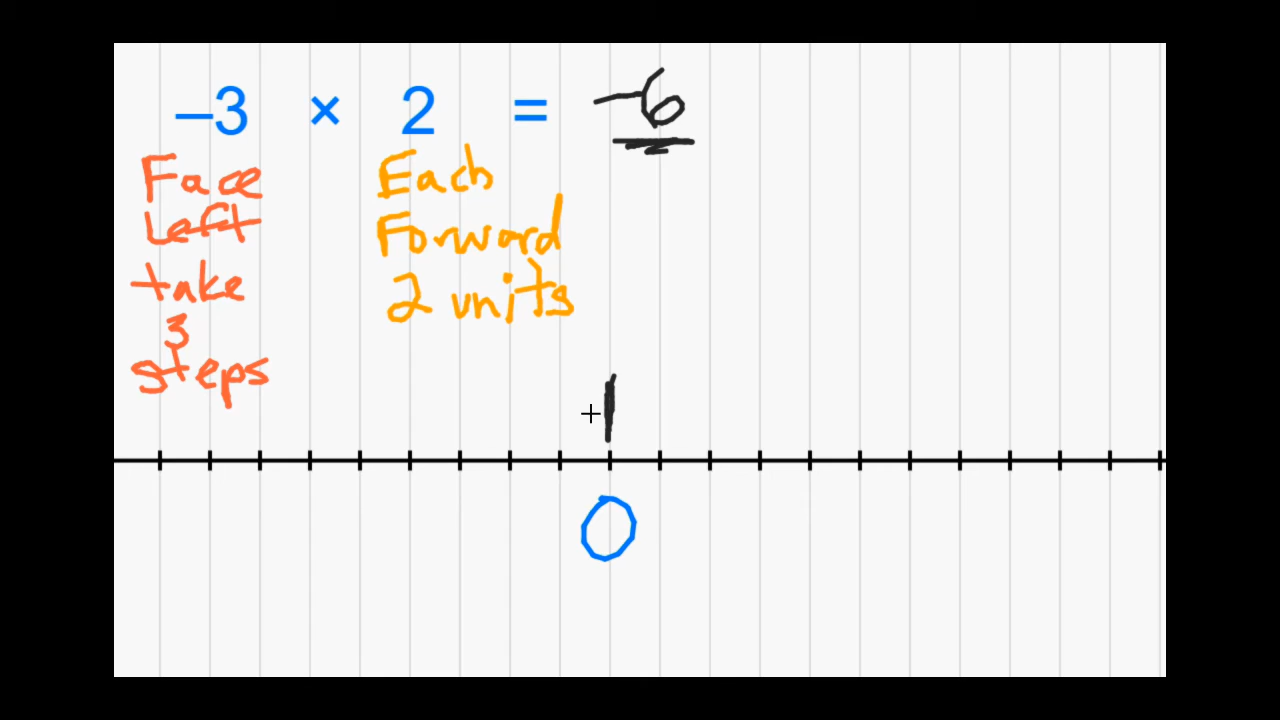 –3 × 2 = –6
Face
Left
take
3
steps
Each
Forward
2 units
0